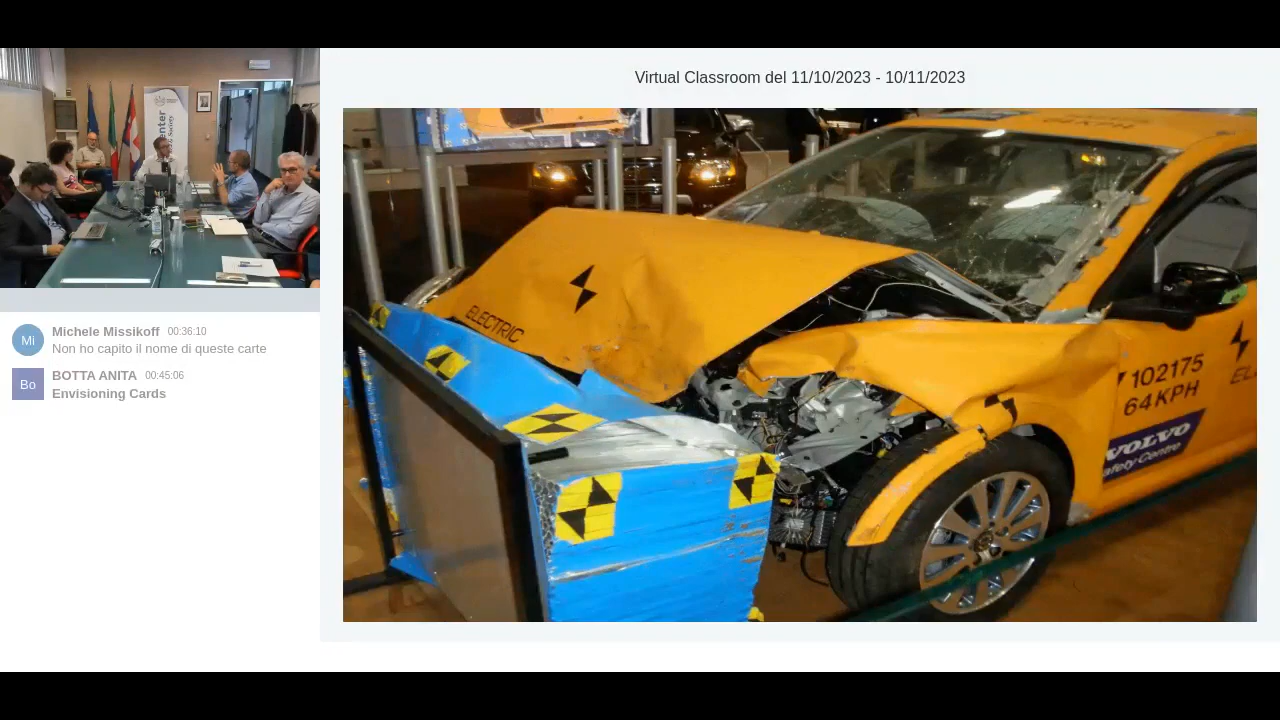 Virtual Classroom del 11/10/2023 - 10/11/2023
Mi
Michele Missikoff 00:36:10
Non ho capito il nome di queste carte
Bo
BOTTA ANITA 00:45:06
Envisioning Cards
64KPH
ELECTRIC
102175
64KPH
VOLVO
Safety Centre